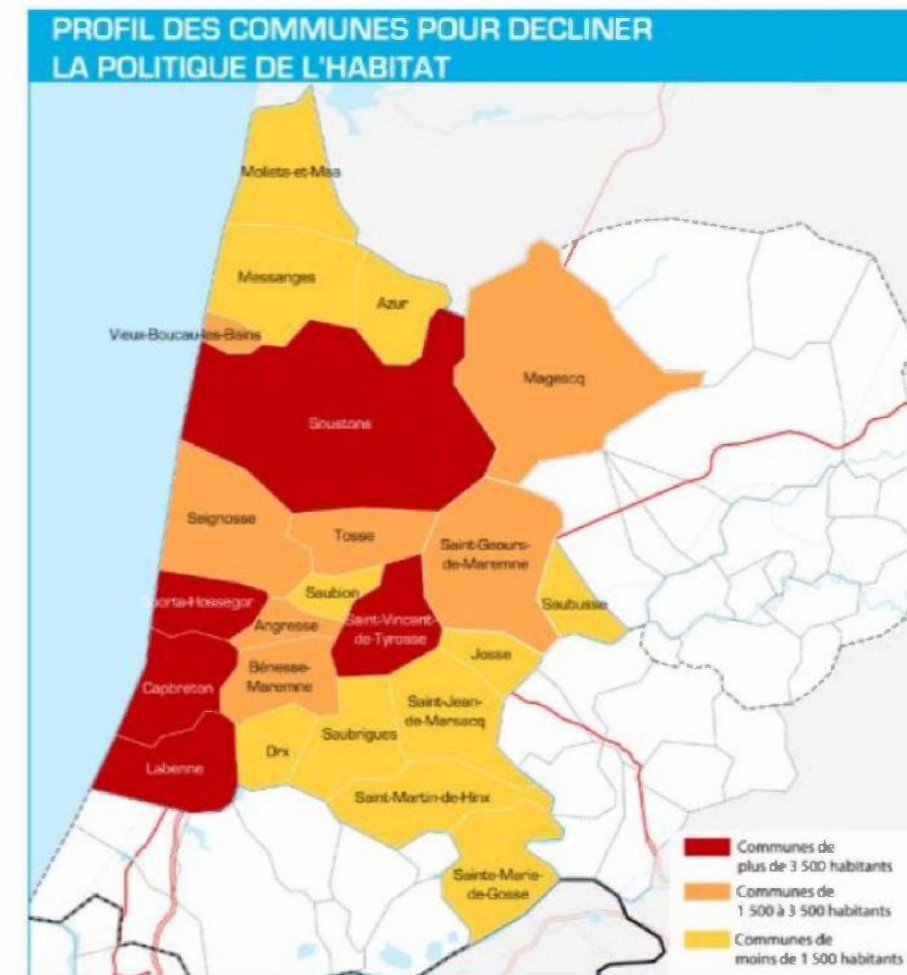 PROFIL DES COMMUNES POUR DECLINER
LA POLITIQUE DE L'HABITAT
Moliets-et-Maa
Messanges
Azur
Vieux-Boucau-les-Bains
Magescq
Soustons
Seignosse
Tosse
Saint-Geours-
de-Maremne
Saubion
Saubusse
oorts-Hossegor
Angresse
Saint-Vincent-
de-Tyrosse
Josse
Bénesse-
Maremne
Capbreton
Saint-Jean-
de-Marsacq
Saubrigues
Orx
Labenne
Saint-Martin-de-Hinx
Sainte-Marie-
de-Gosse
Communes de
plus de 3 500 habitants
Communes de
1 500 à 3 500 habitants
Communes de
moins de 1 500 habitants